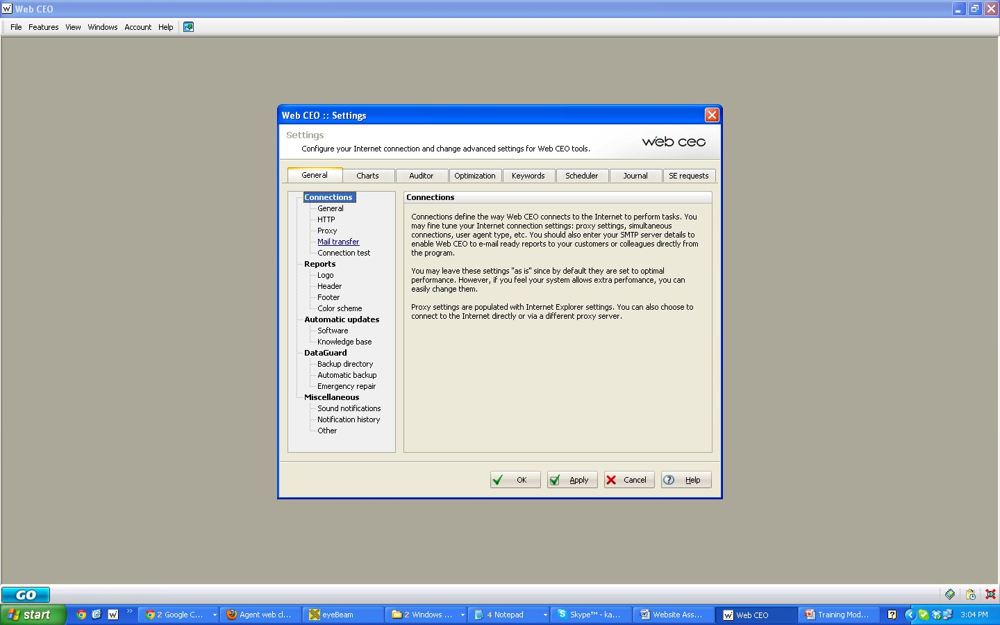 Web CEO
File Features View Windows Account Help
Web CEO :: Settings
Settings
Configure your Internet connection and change advanced settings for Web CEO tools.
web ceo
General Charts Auditor Optimization Keywords Scheduler Journal SE requests
Connections
General
HTTP
Proxy
Mail transfer
Connection test
Reports
Logo
Header
Footer
Color scheme
Automatic updates
Software
Knowledge base
DataGuard
Backup directory
Automatic backup
Emergency repair
Miscellaneous
Sound notifications
Notification history
Other
Connections
Connections define the way Web CEO connects to the Internet to perform tasks. You
may fine tune your Internet connection settings: proxy settings, simultaneous
connections, user agent type, etc. You should also enter your SMTP server details to
enable Web CEO to e-mail ready reports to your customers or colleagues directly from
the program.
You may leave these settings "as is" since by default they are set to optimal
performance. However, if you feel your system allows extra perfomance, you can
easily change them.
Proxy settings are populated with Internet Explorer settings. You can also choose to
connect to the Internet directly or via a different proxy server.
OK Apply Cancel Help
GO
start 2 Google C... Agent web cl... eyeBeam 2 Windows ... 4 Notepad Skype™ - ka... Website Ass... Web CEO Training Mod... 3:04 PM